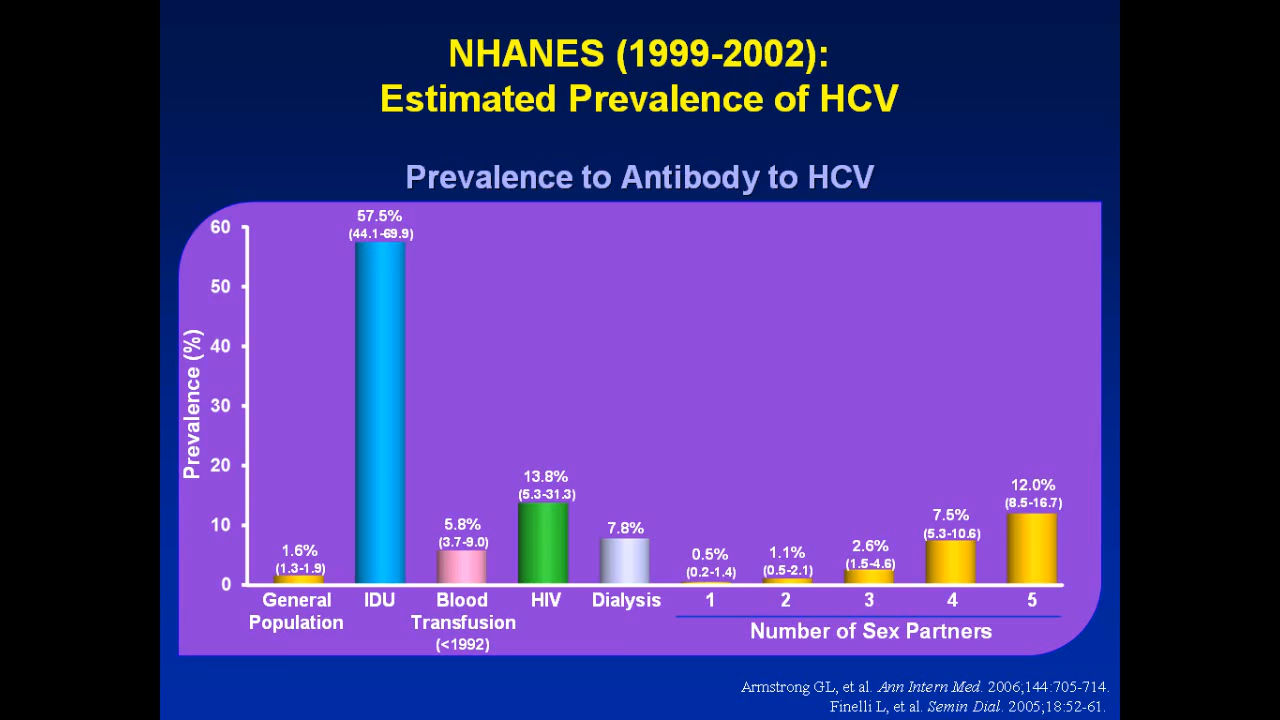 NHANES (1999-2002):
Estimated Prevalence of HCV
Prevalence to Antibody to HCV
Prevalence (%)
60
50
40
30
20
10
0
1.6%
(1.3-1.9)
57.5%
(44.1-69.9)
5.8%
(3.7-9.0)
13.8%
(5.3-31.3)
7.8%
0.5%
(0.2-1.4)
1.1%
(0.5-2.1)
2.6%
(1.5-4.6)
7.5%
(5.3-10.6)
12.0%
(8.5-16.7)
General
Population
IDU
Blood
Transfusion
(<1992)
HIV
Dialysis
1
2
3
4
5
Number of Sex Partners
Armstrong GL, et al. Ann Intern Med. 2006;144:705-714.
Finelli L, et al. Semin Dial. 2005;18:52-61.